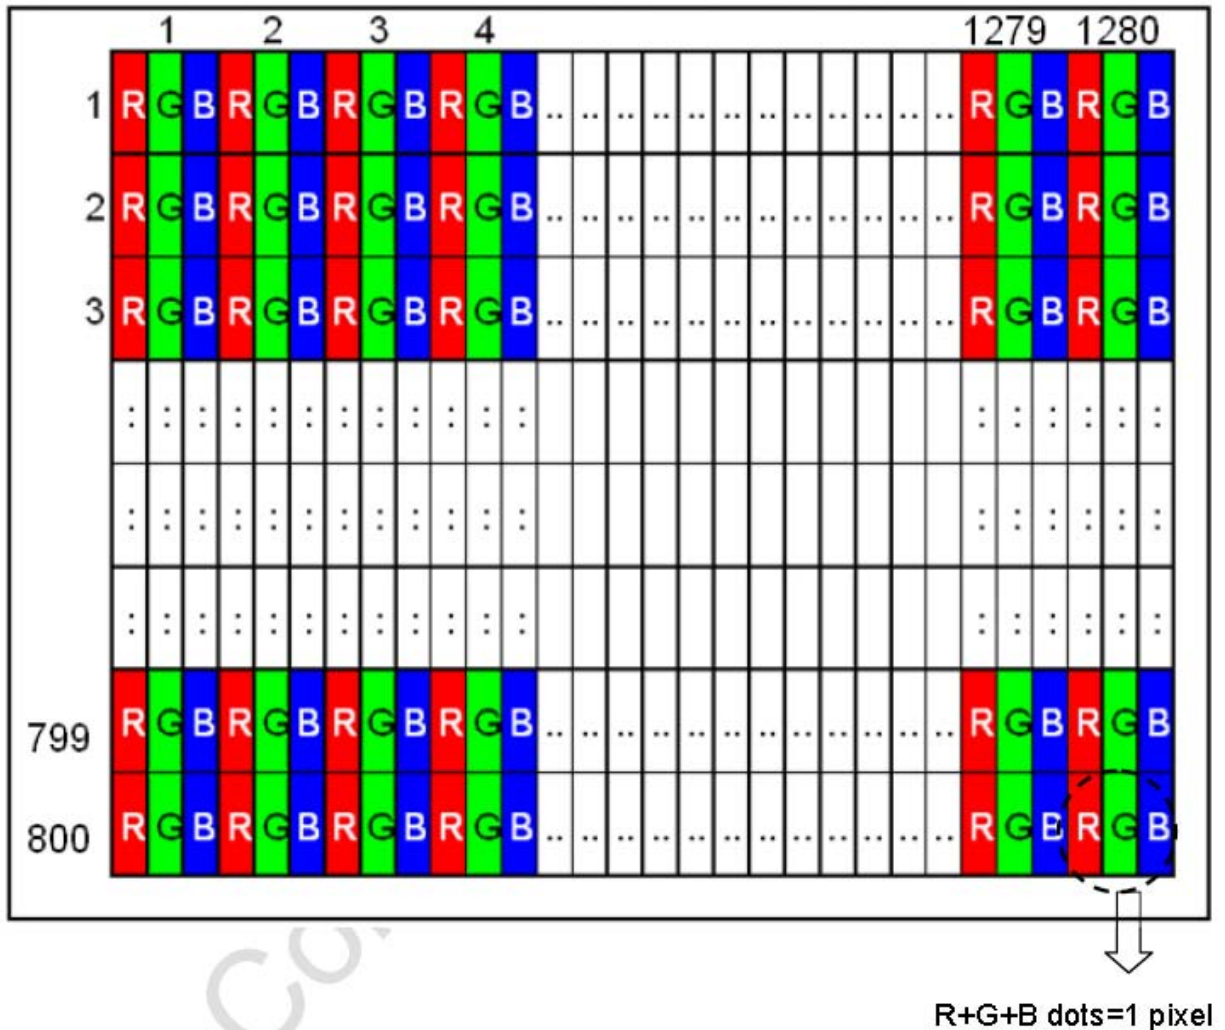 1 2 3 4 1279 1280
1 R G B R G B R G B R G B .. .. .. .. .. .. .. .. .. .. .. .. R G B R G B
2 R G B R G B R G B R G B .. .. .. .. .. .. .. .. .. .. .. .. R G B R G B
3 R G B R G B R G B R G B .. .. .. .. .. .. .. .. .. .. .. .. R G B R G B
: : : : : : : : : : : : : : : : : :
: : : : : : : : : : : : : : : : : :
: : : : : : : : : : : : : : : : : :
799 R G B R G B R G B R G B .. .. .. .. .. .. .. .. .. .. .. .. R G B R G B
800 R G B R G B R G B R G B .. .. .. .. .. .. .. .. .. .. .. .. R G B R G B
R+G+B dots=1 pixel